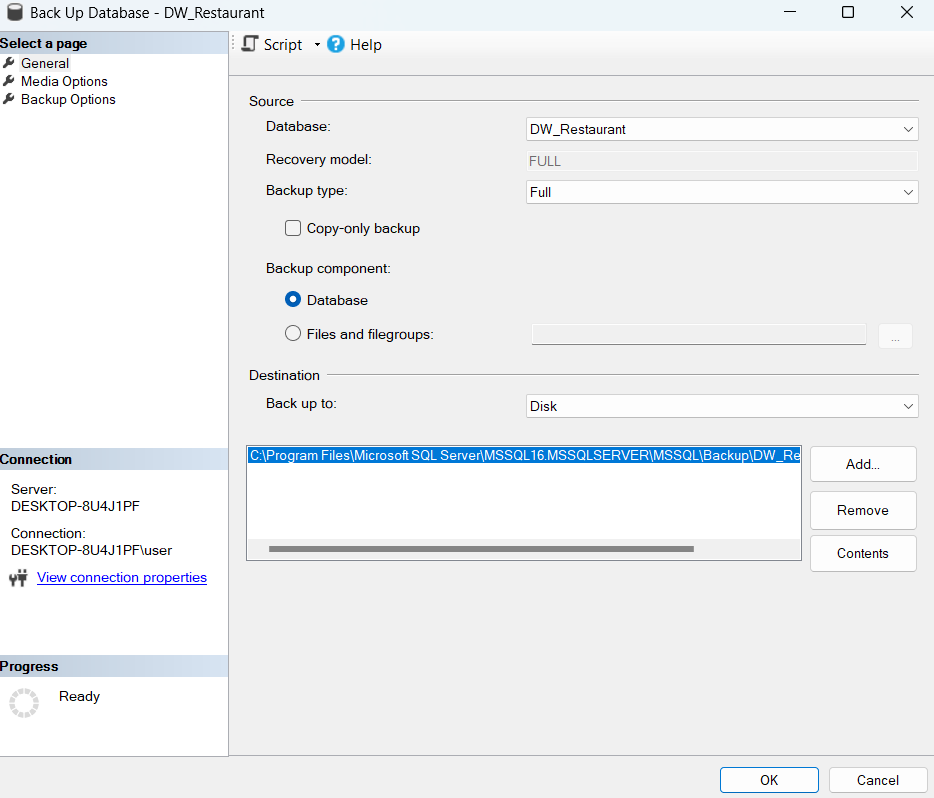 Back Up Database - DW_Restaurant
Select a page
General
Media Options
Backup Options
Script
Help
Source
Database:
DW_Restaurant
Recovery model:
FULL
Backup type:
Full
Copy-only backup
Backup component:
Database
Files and filegroups:
...
Destination
Back up to:
Disk
C:\Program Files\Microsoft SQL Server\MSSQL16.MSSQLSERVER\MSSQL\Backup\DW_Re
Add...
Remove
Contents
Connection
Server:
DESKTOP-8U4J1PF
Connection:
DESKTOP-8U4J1PF\user
View connection properties
Progress
Ready
OK
Cancel